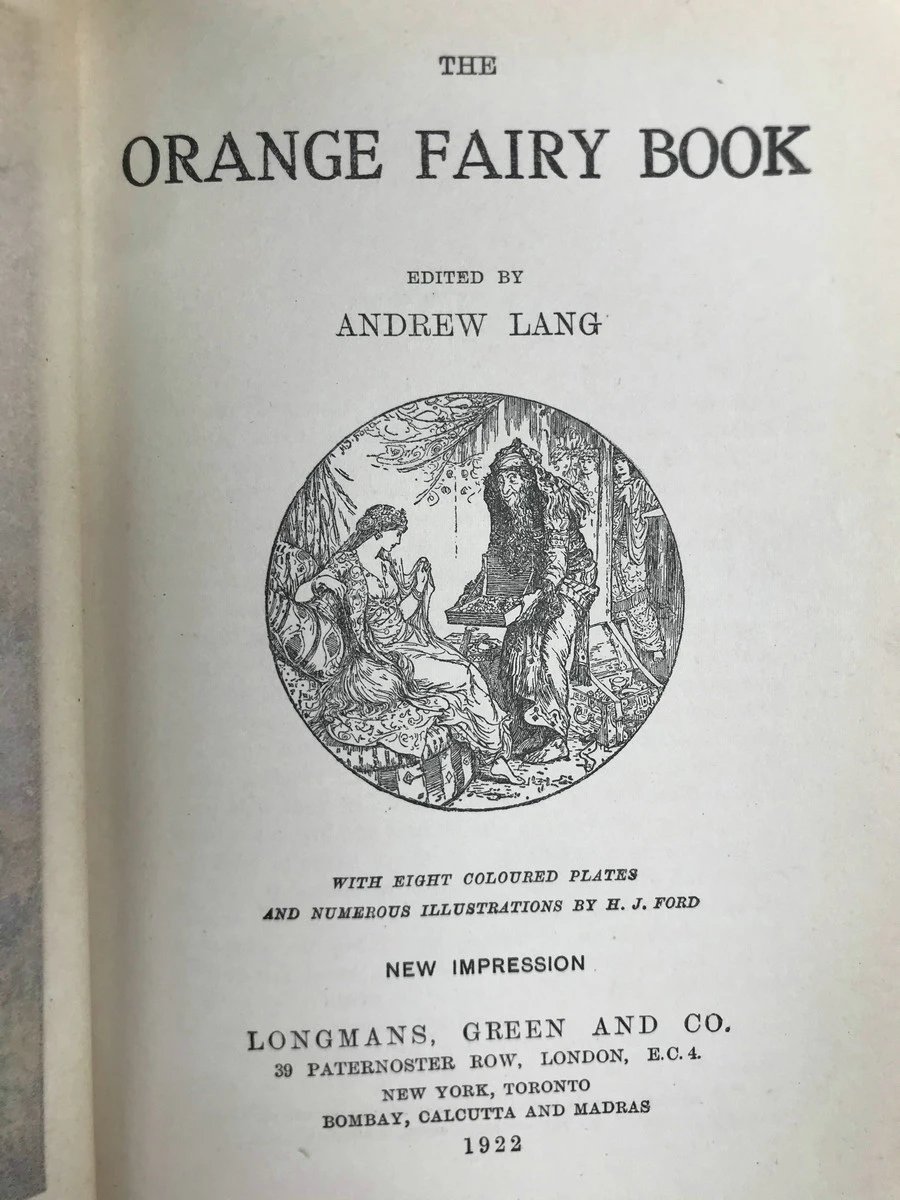 THE
ORANGE FAIRY BOOK
EDITED BY
ANDREW LANG
H.J. FORD
WITH EIGHT COLOURED PLATES
AND NUMEROUS ILLUSTRATIONS BY H. J. FORD
NEW IMPRESSION
LONGMANS, GREEN AND CO.
39 PATERNOSTER ROW, LONDON, E.C. 4.
NEW YORK, TORONTO
BOMBAY, CALCUTTA AND MADRAS
1922